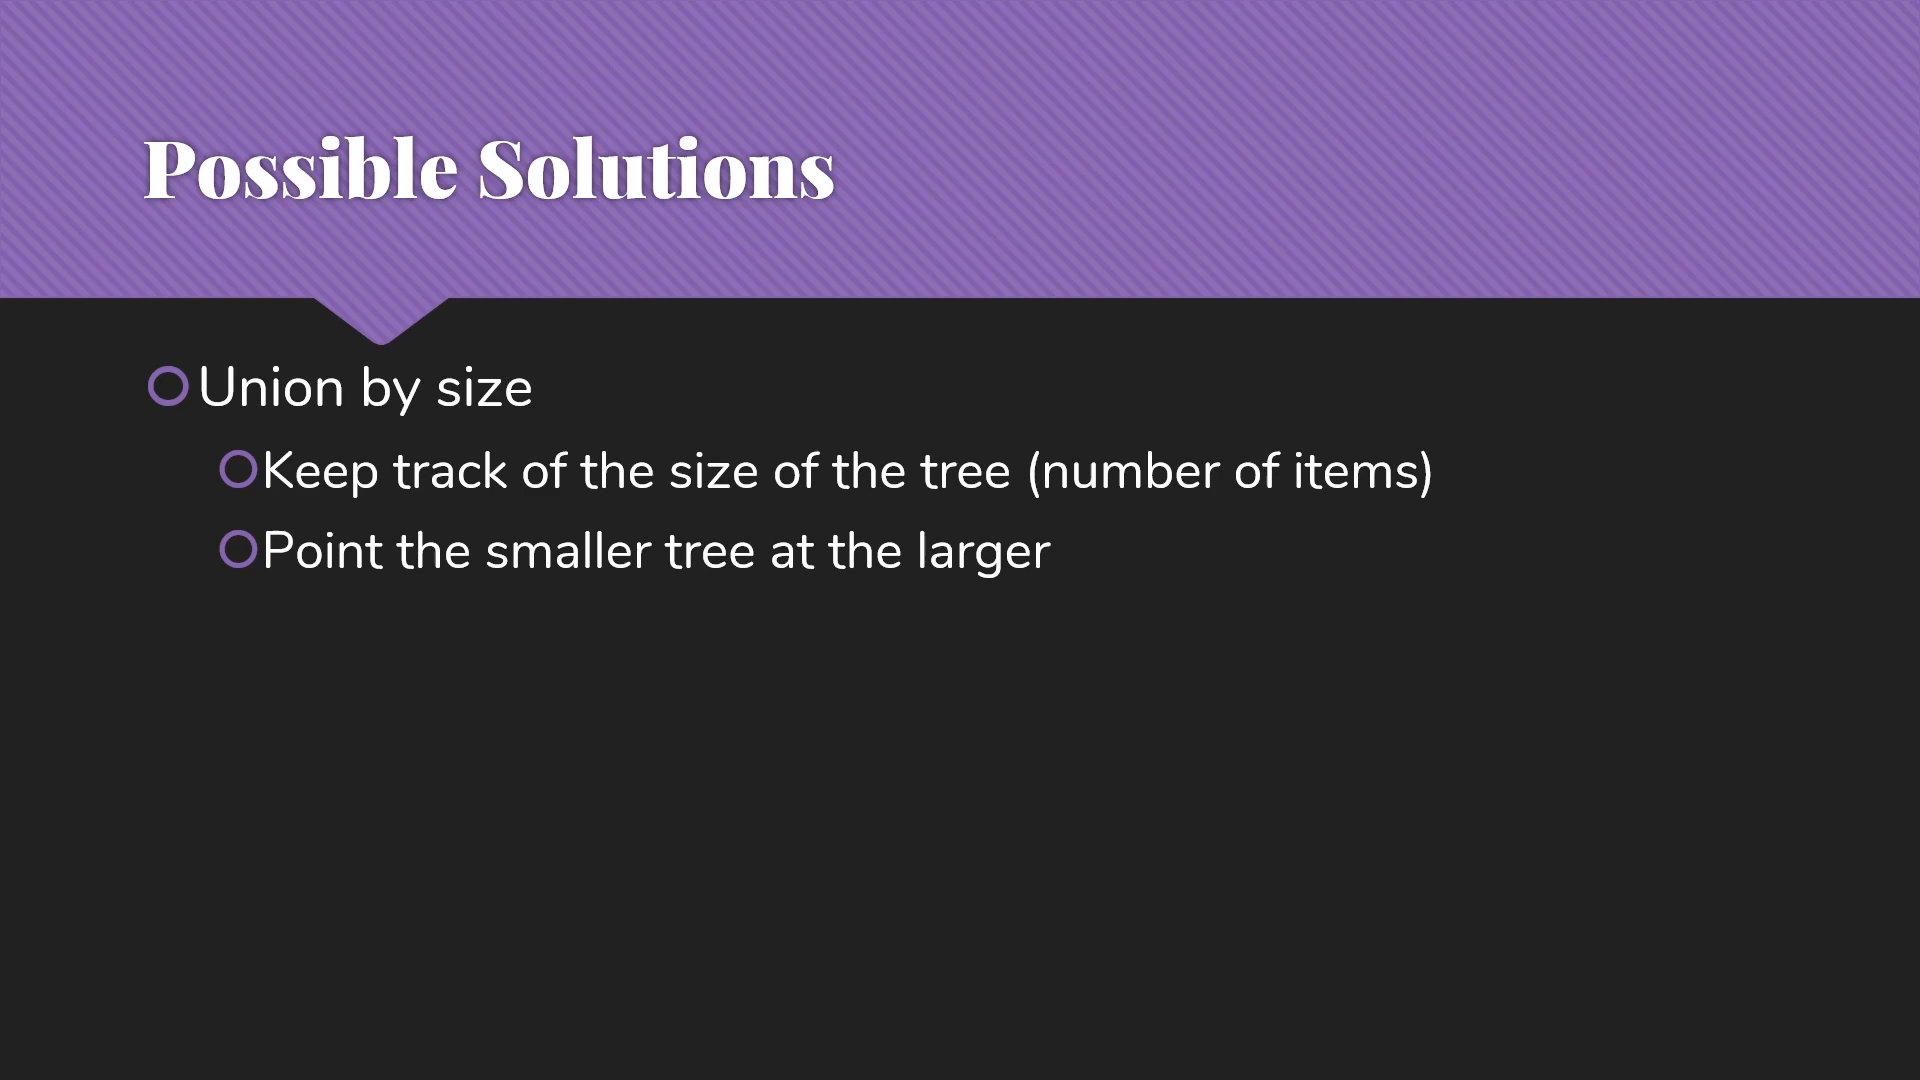 Possible Solutions
Union by size
Keep track of the size of the tree (number of items)
Point the smaller tree at the larger